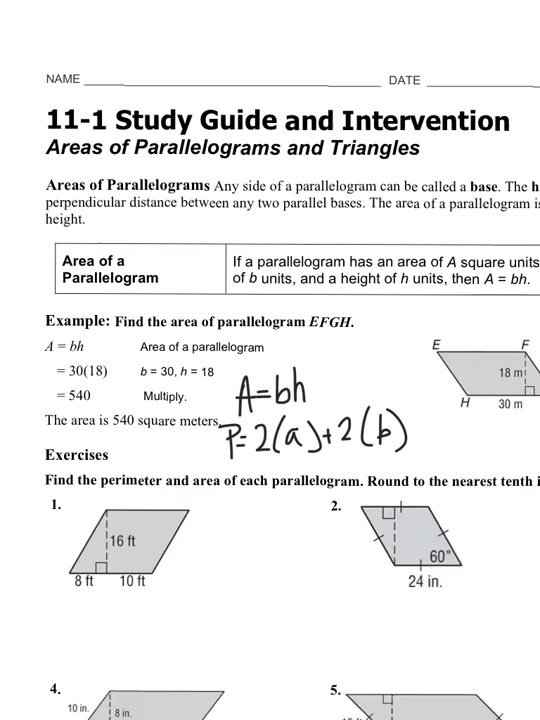 NAME DATE
11-1 Study Guide and Intervention
Areas of Parallelograms and Triangles
Areas of Parallelograms Any side of a parallelogram can be called a base. The
perpendicular distance between any two parallel bases. The area of a parallelogram
height.
Area of a
Parallelogram
If a parallelogram has an area of A square units
of b units, and a height of h units, then A = bh.
Example: Find the area of parallelogram EFGH.
A = bh Area of a parallelogram
= 30(18) b = 30, h = 18
= 540 Multiply.
The area is 540 square meters.
A=bh
P=2(a)+2(b)
E F
18 m
H 30 m
Exercises
Find the perimeter and area of each parallelogram. Round to the nearest tenth
1.
16 ft
8 ft 10 ft
2.
60°
24 in.
4.
10 in. 8 in.
5.